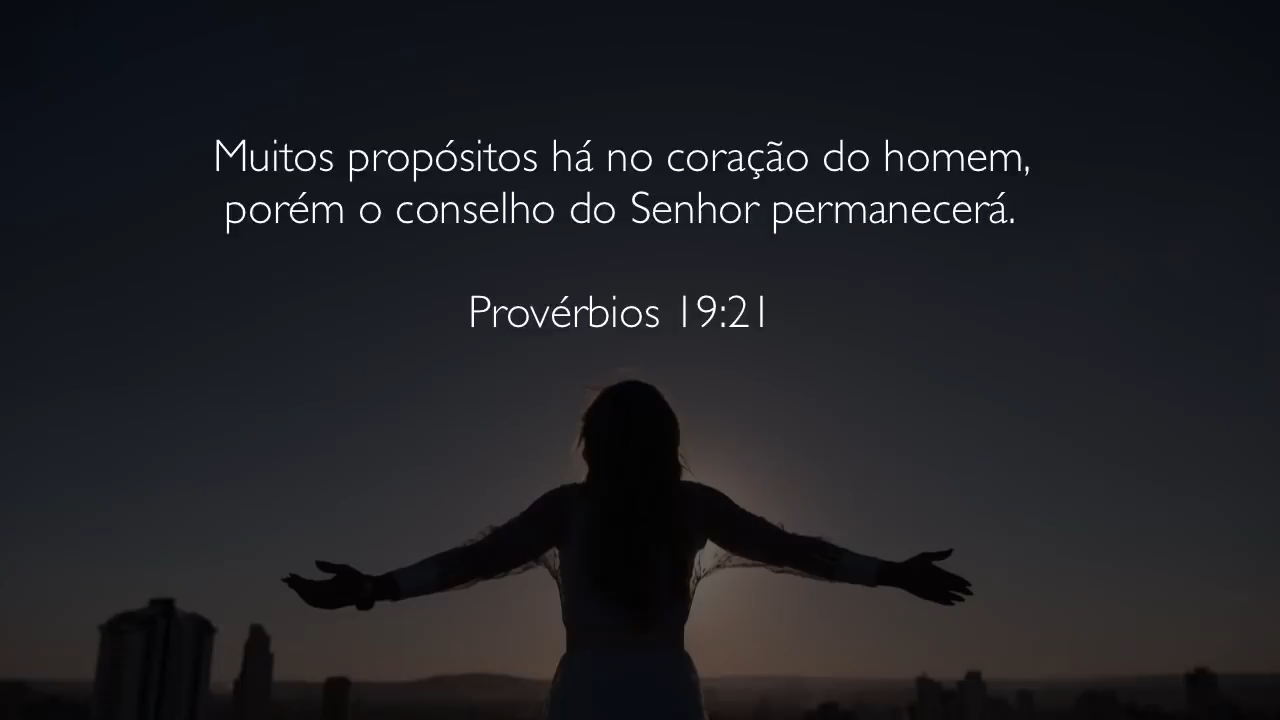 Muitos propósitos há no coração do homem,
porém o conselho do Senhor permanecerá.
Provérbios 19:21